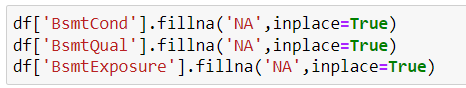 df['BsmtCond'].fillna('NA',inplace=True)
df['BsmtQual'].fillna('NA',inplace=True)
df['BsmtExposure'].fillna('NA',inplace=True)